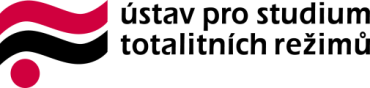 ústav pro studium
totalitních režimů